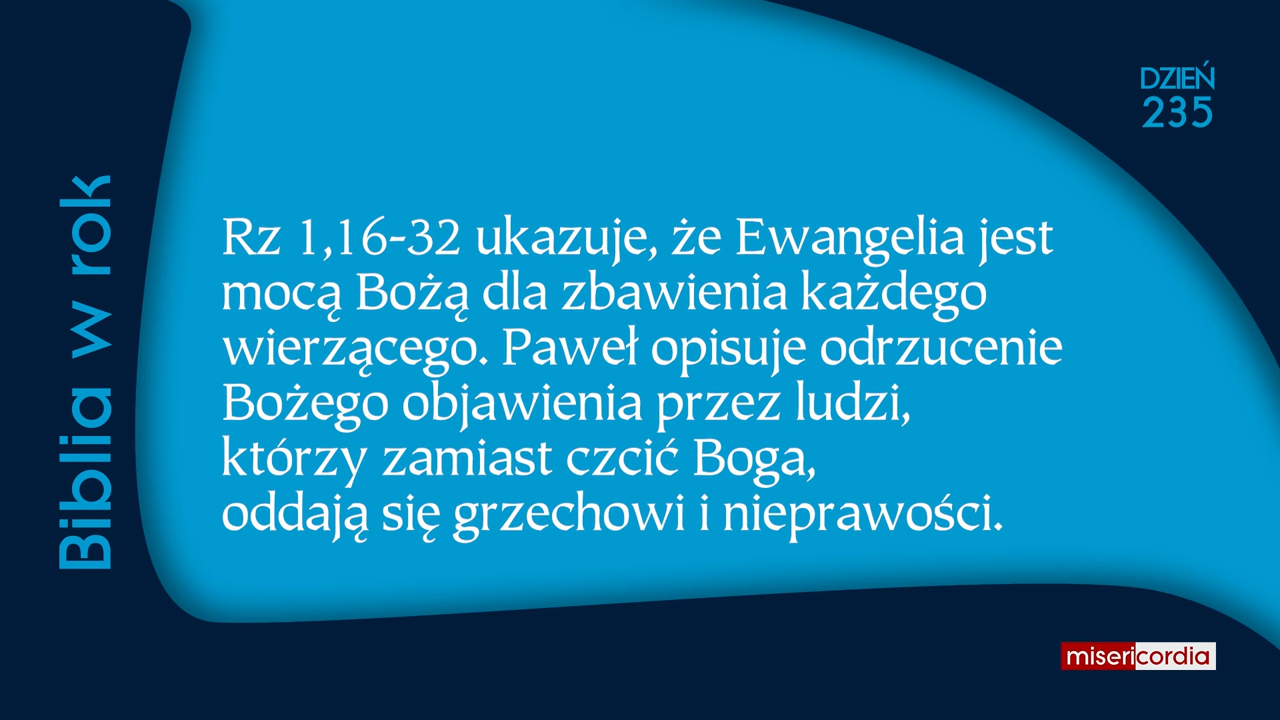 DZIEŃ
235
Biblia w rok
Rz 1,16-32 ukazuje, że Ewangelia jest
mocą Bożą dla zbawienia każdego
wierzącego. Paweł opisuje odrzucenie
Bożego objawienia przez ludzi,
którzy zamiast czcić Boga,
oddają się grzechowi i nieprawości.
misericordia